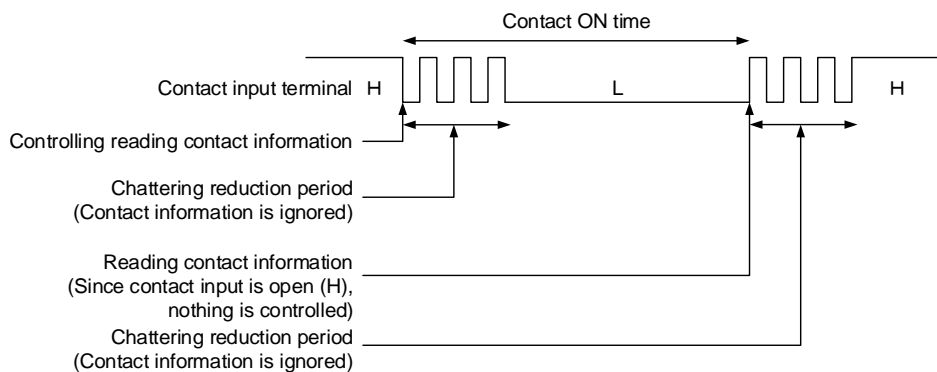 Contact ON time
Contact input terminal H L H
Controlling reading contact information
Chattering reduction period
(Contact information is ignored)
Reading contact information
(Since contact input is open (H),
nothing is controlled)
Chattering reduction period
(Contact information is ignored)